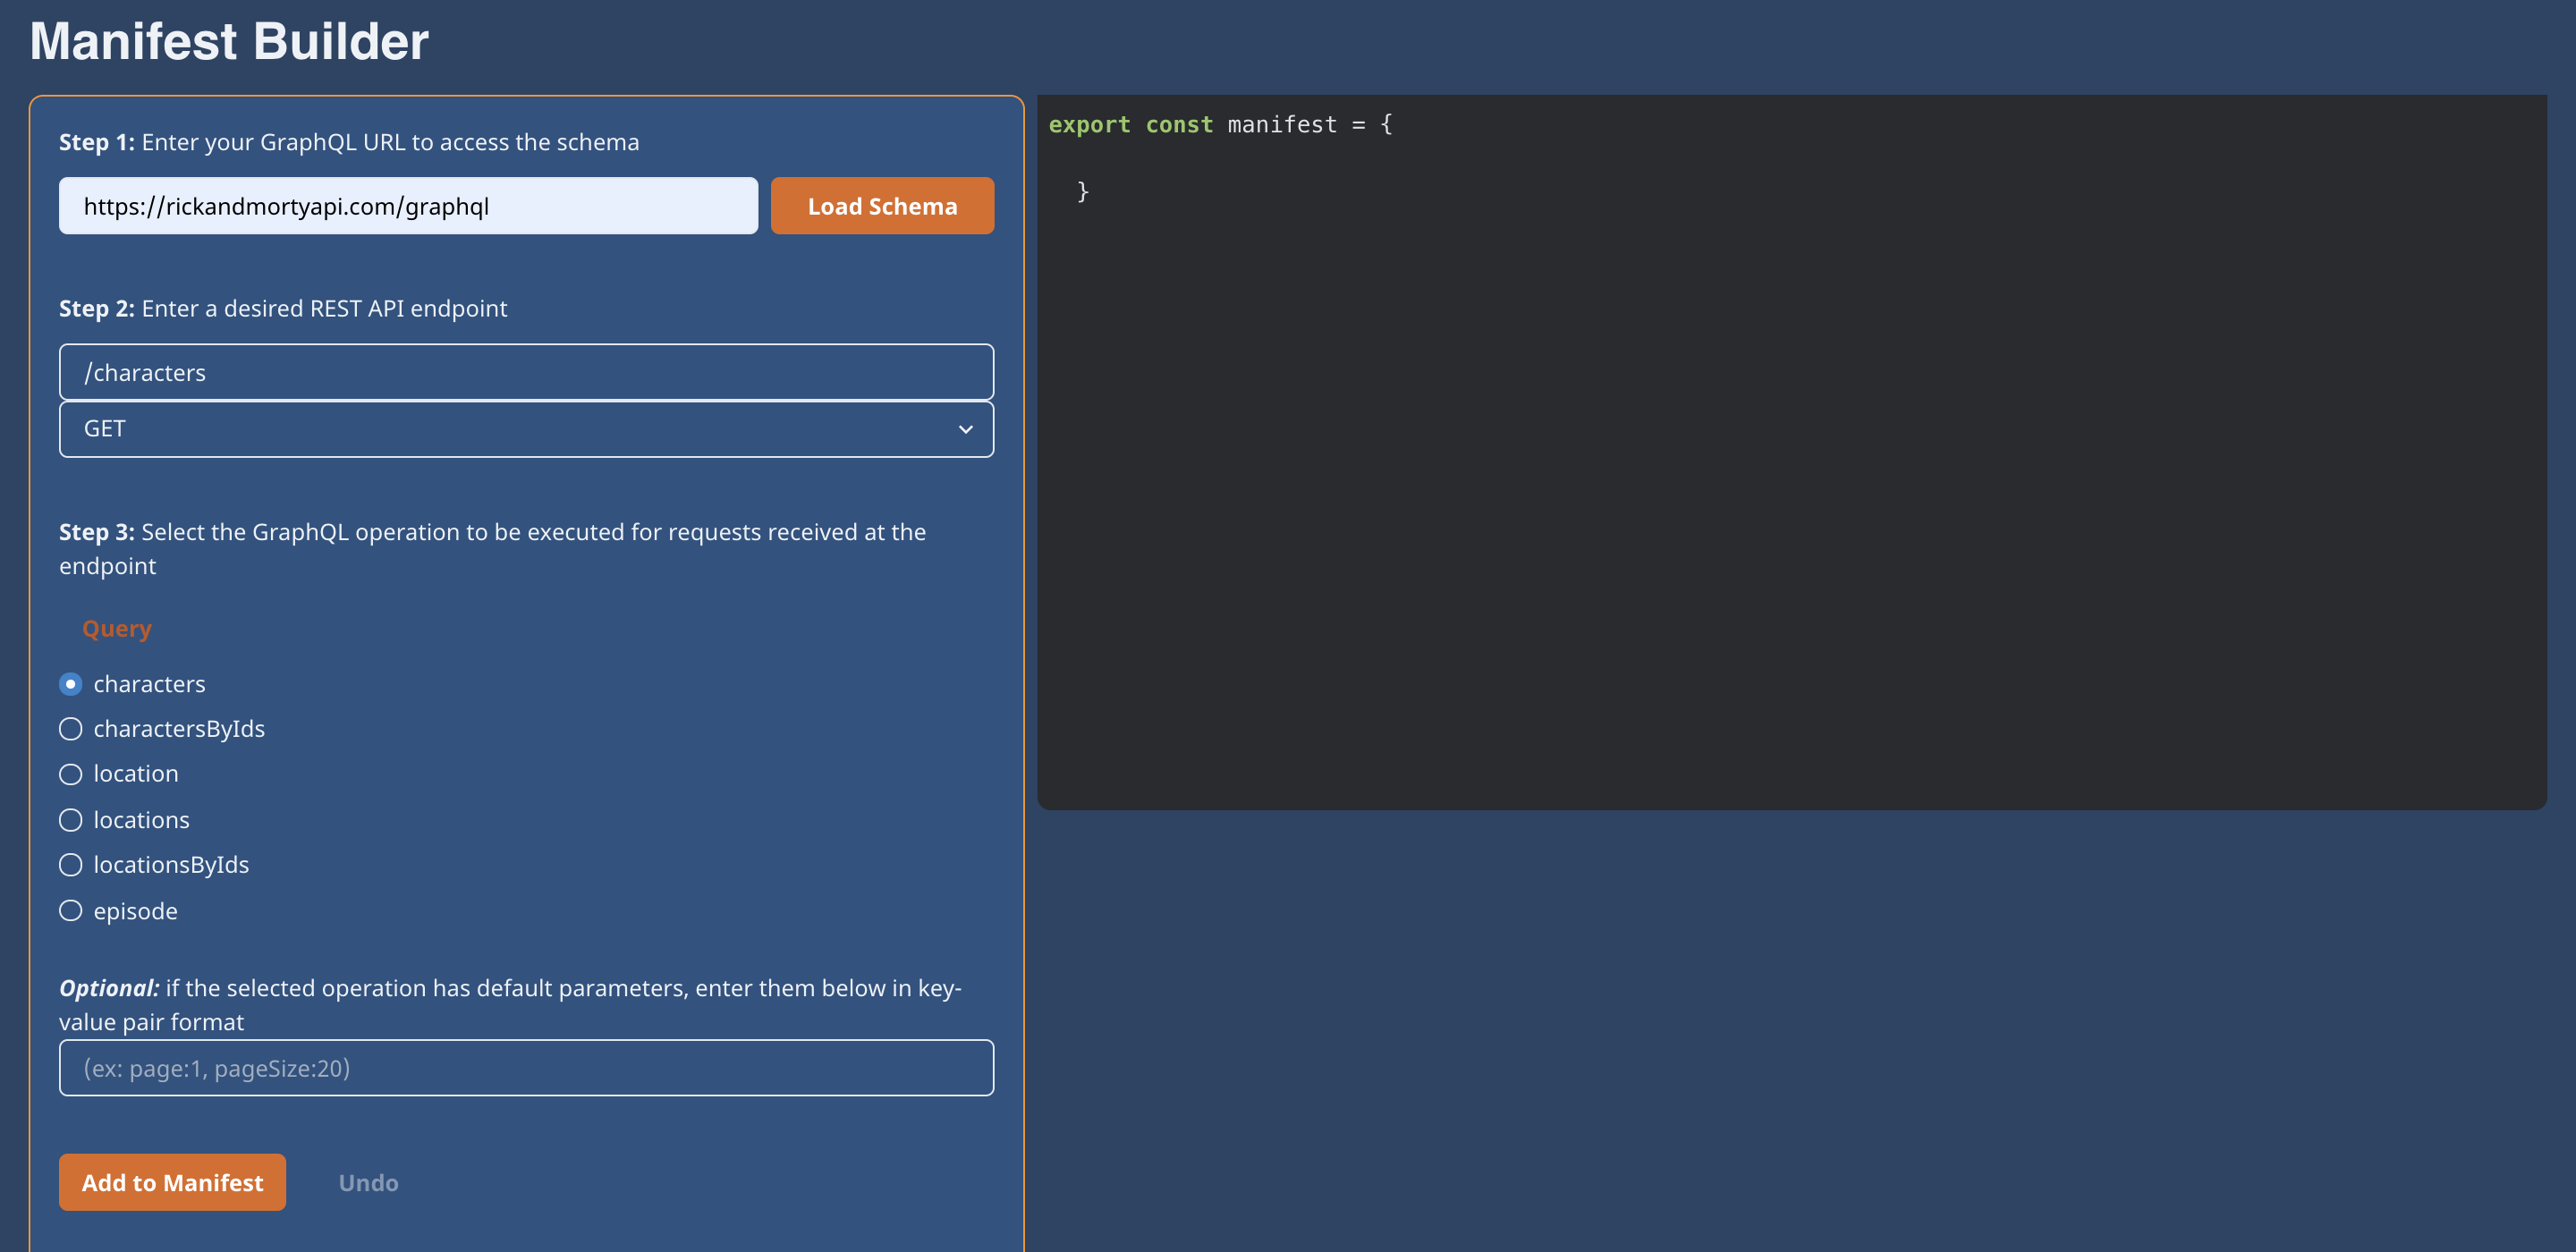 Manifest Builder
Step 1: Enter your GraphQL URL to access the schema
https://rickandmortyapi.com/graphql
Load Schema
Step 2: Enter a desired REST API endpoint
/characters
GET
Step 3: Select the GraphQL operation to be executed for requests received at the
endpoint
Query
characters
charactersByIds
location
locations
locationsByIds
episode
Optional: if the selected operation has default parameters, enter them below in key-
value pair format
(ex: page:1, pageSize:20)
Add to Manifest
Undo
export const manifest = {
}